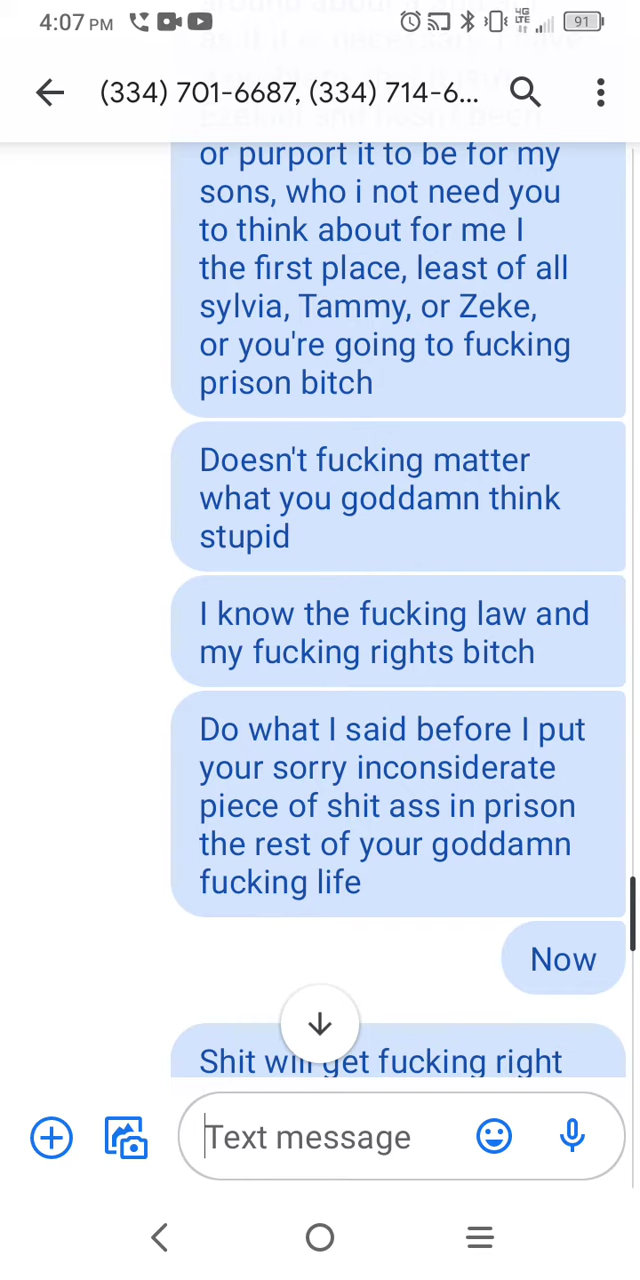 4:07 PM 4G LTE 91
(334) 701-6687, (334) 714-6...
or purport it to be for my
sons, who i not need you
to think about for me I
the first place, least of all
sylvia, Tammy, or Zeke,
or you're going to fucking
prison bitch
Doesn't fucking matter
what you goddamn think
stupid
I know the fucking law and
my fucking rights bitch
Do what I said before I put
your sorry inconsiderate
piece of shit ass in prison
the rest of your goddamn
fucking life
Now
Shit will get fucking right
Text message